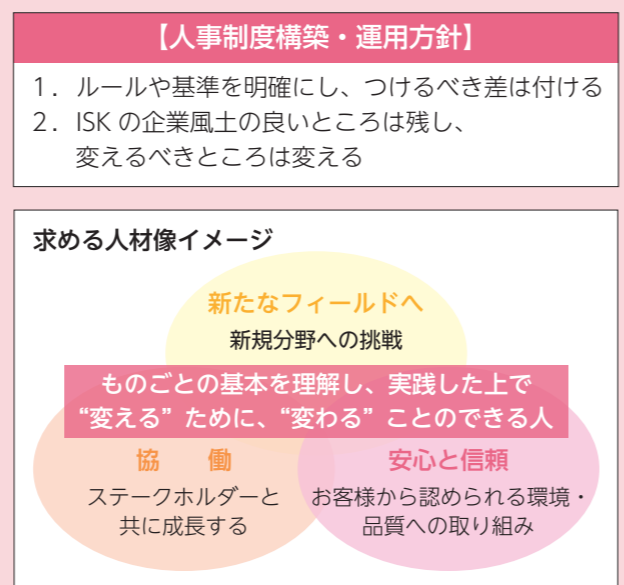 【人事制度構築・運用方針】
1．ルールや基準を明確にし、つけるべき差は付ける
2．ISK の企業風土の良いところは残し、
変えるべきところは変える
求める人材像イメージ
新たなフィールドへ
新規分野への挑戦
ものごとの基本を理解し、実践した上で
“変える”ために、“変わる”ことのできる人
協　働
ステークホルダーと
共に成長する
安心と信頼
お客様から認められる環境・
品質への取り組み